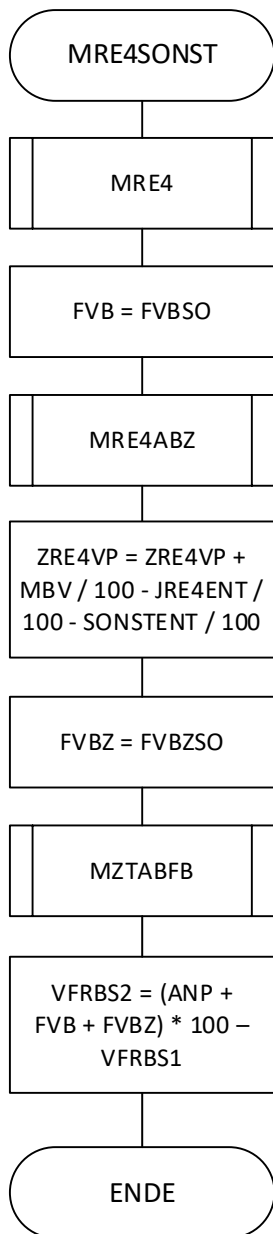 MRE4SONST
MRE4
FVB = FVBSO
MRE4ABZ
ZRE4VP = ZRE4VP +
MBV / 100 - JRE4ENT /
100 - SONSTENT / 100
FVBZ = FVBZSO
MZTABFB
VFRBS2 = (ANP +
FVB + FVBZ) * 100 –
VFRBS1
ENDE